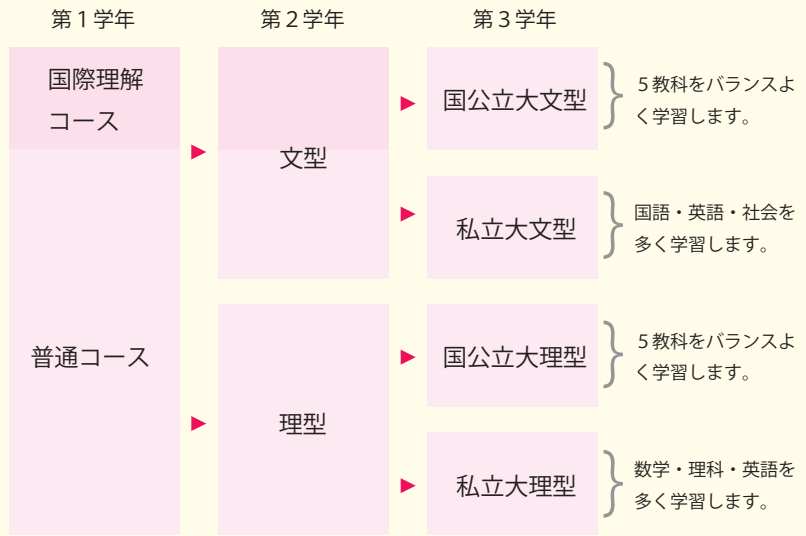 第１学年
第２学年
第３学年
国際理解
コース
普通コース
文型
理型
国公立大文型
５教科をバランスよ
く学習します。
私立大文型
国語・英語・社会を
多く学習します。
国公立大理型
５教科をバランスよ
く学習します。
私立大理型
数学・理科・英語を
多く学習します。